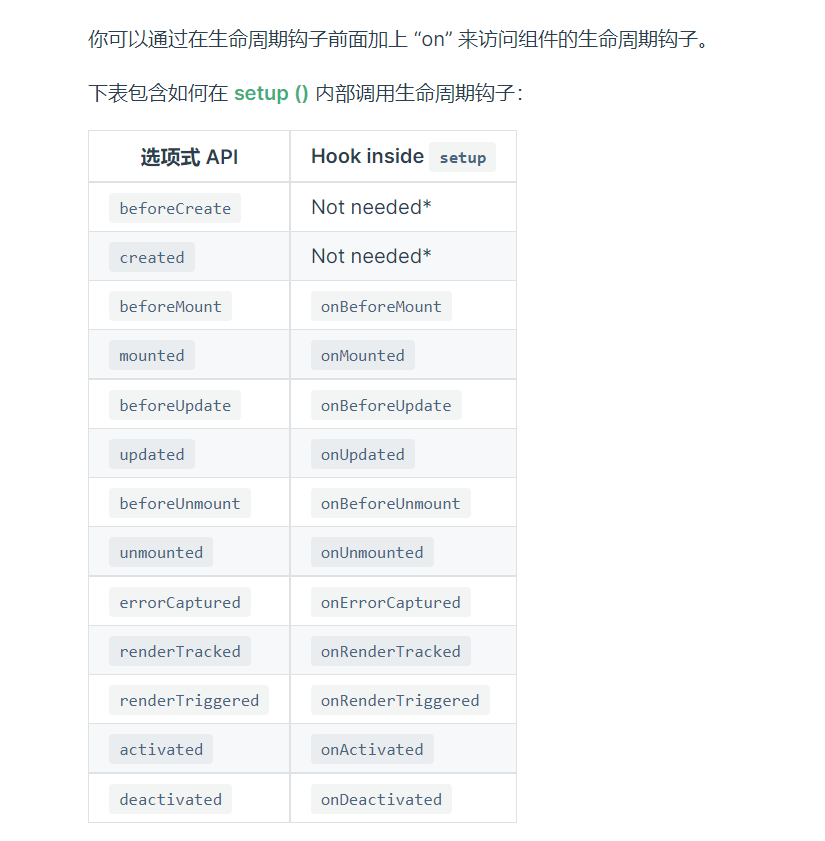 你可以通过在生命周期钩子前面加上 “on” 来访问组件的生命周期钩子。
下表包含如何在 setup () 内部调用生命周期钩子：
选项式 API Hook inside setup
beforeCreate Not needed*
created Not needed*
beforeMount onBeforeMount
mounted onMounted
beforeUpdate onBeforeUpdate
updated onUpdated
beforeUnmount onBeforeUnmount
unmounted onUnmounted
errorCaptured onErrorCaptured
renderTracked onRenderTracked
renderTriggered onRenderTriggered
activated onActivated
deactivated onDeactivated